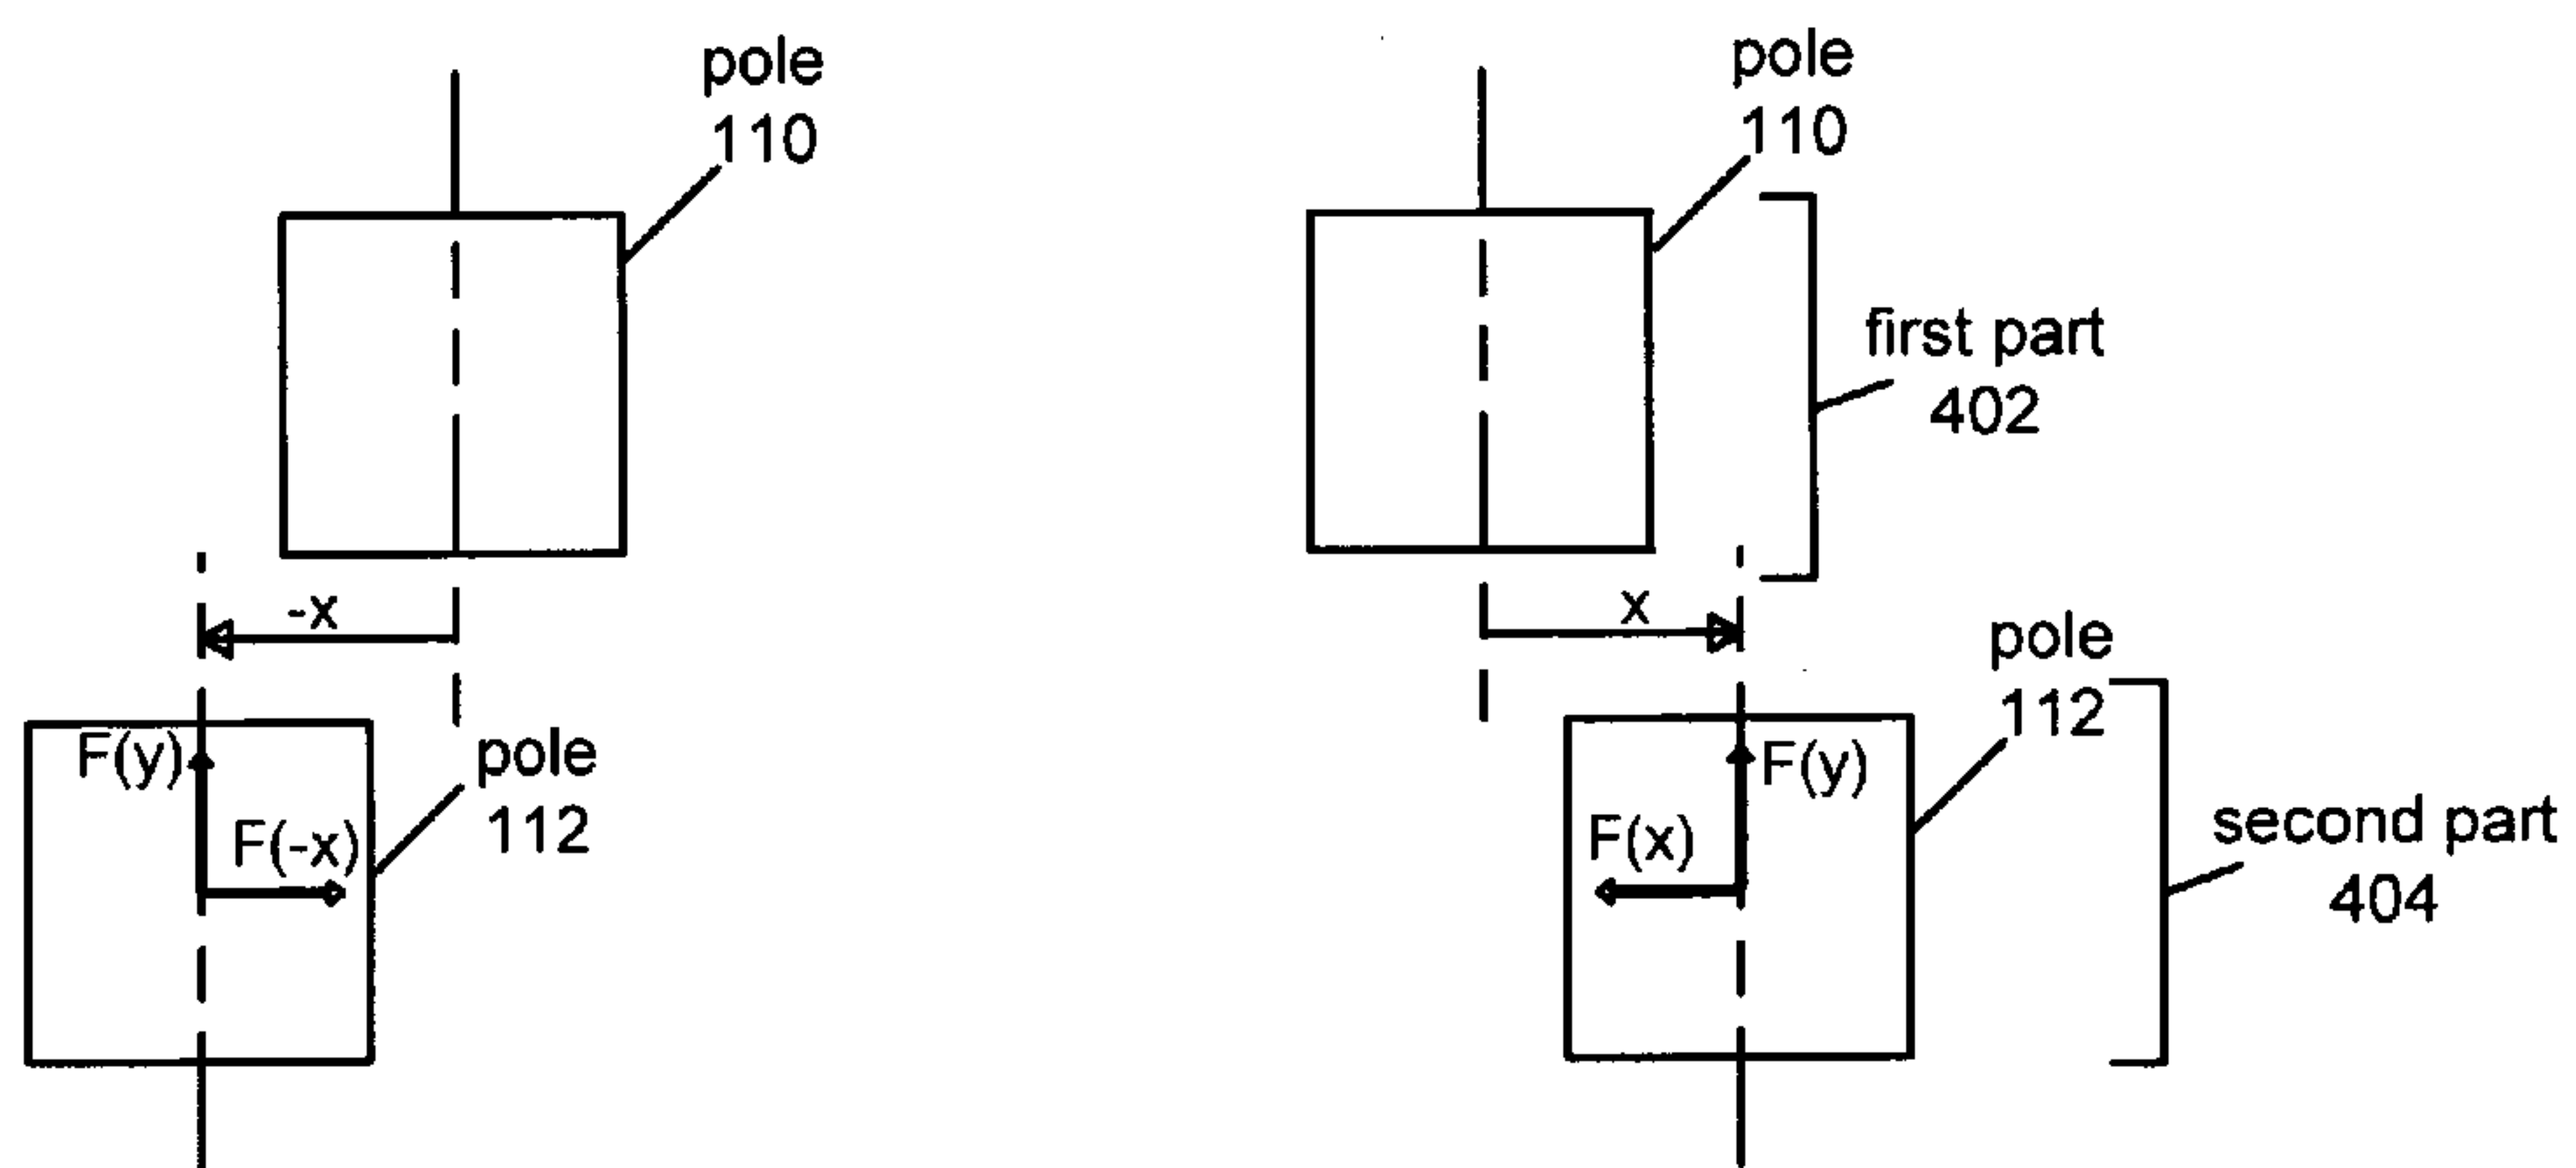 pole
110
-x
F(y)
F(-x)
pole
112
pole
110
first part
402
x
pole
112
F(y)
F(x)
second part
404